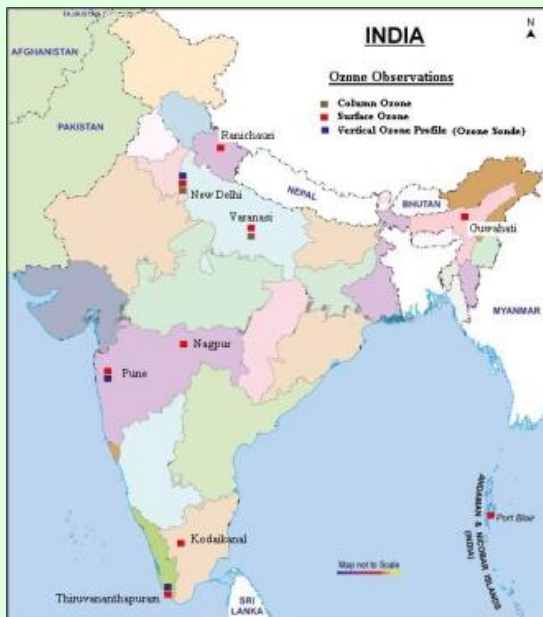 TAJIKISTAN
AFGHANISTAN
INDIA
N
Ozone Observations
Column Ozone
Surface Ozone
Vertical Ozone Profile (Ozone Sonde)
PAKISTAN
Ranichauri
New Delhi
NEPAL
BHUTAN
Varanasi
Guwahati
MYANMAR
Nagpur
Pune
Port Blair
ANDAMAN & NICOBAR ISLANDS
(INDIA)
Kodaikanal
Map not to Scale
Thiruvananthapuram
SRI
LANKA